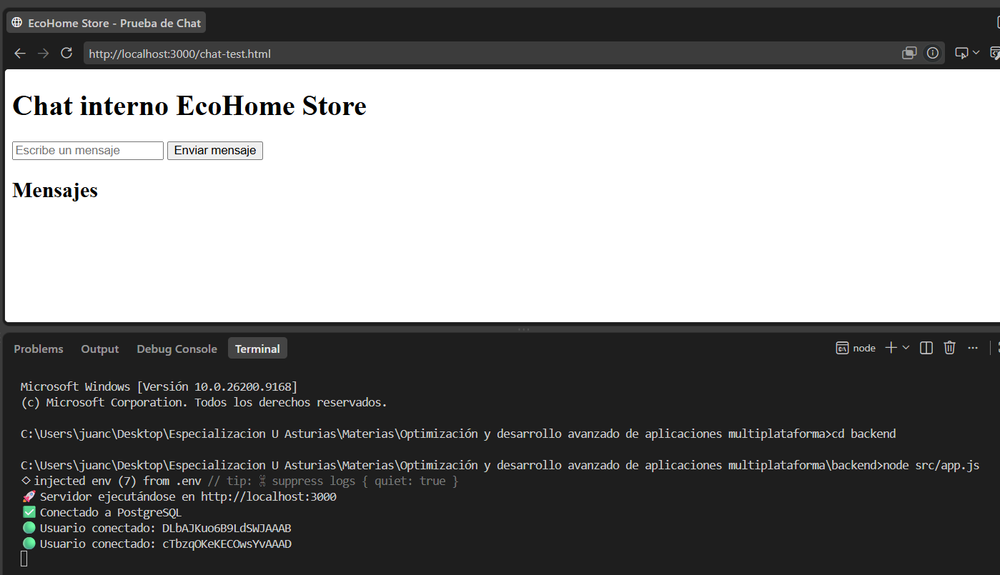 EcoHome Store - Prueba de Chat
http://localhost:3000/chat-test.html
Chat interno EcoHome Store
Escribe un mensaje Enviar mensaje
Mensajes
Problems Output Debug Console Terminal node
Microsoft Windows [Versión 10.0.26200.9168]
(c) Microsoft Corporation. Todos los derechos reservados.
C:\Users\juanc\Desktop\Especializacion U Asturias\Materias\Optimización y desarrollo avanzado de aplicaciones multiplataforma>cd backend
C:\Users\juanc\Desktop\Especializacion U Asturias\Materias\Optimización y desarrollo avanzado de aplicaciones multiplataforma\backend>node src/app.js
◇ injected env (7) from .env // tip: ⌘ suppress logs { quiet: true }
🚀 Servidor ejecutándose en http://localhost:3000
✅ Conectado a PostgreSQL
🟢 Usuario conectado: DLbAJKuo6B9LdSWJAAAB
🟢 Usuario conectado: cTbzqOKeKECOwsYvAAAD